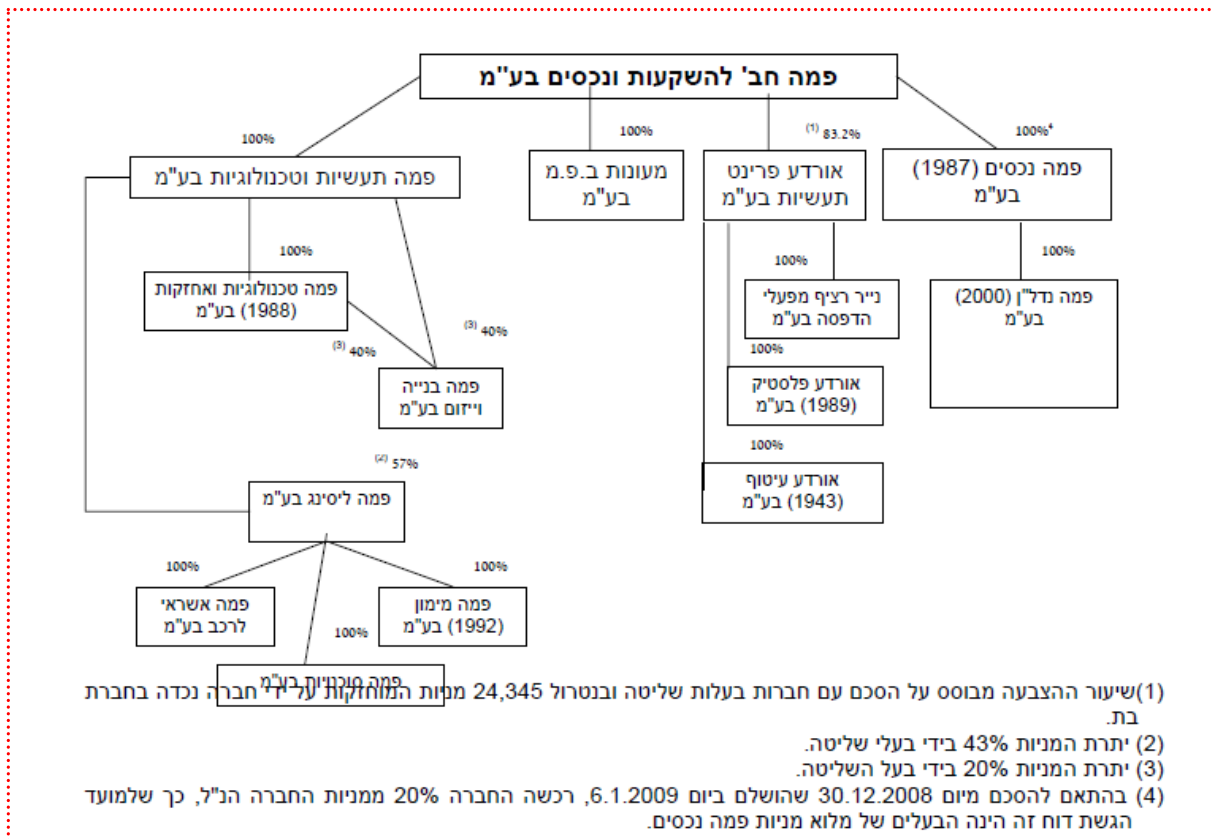 פמה חב' להשקעות ונכסים בע"מ
100%⁴
⁽¹⁾ 83.2%
100%
100%
פמה נכסים (1987)
בע"מ
אורדע פרינט
תעשיות בע"מ
מעונות ב.פ.מ
בע"מ
פמה תעשיות וטכנולוגיות בע"מ
100%
100%
100%
פמה נדל"ן (2000)
בע"מ
נייר רציף מפעלי
הדפסה בע"מ
פמה טכנולוגיות ואחזקות
(1988) בע"מ
⁽³⁾ 40%
⁽³⁾ 40%
100%
אורדע פלסטיק
(1989) בע"מ
פמה בנייה
וייזום בע"מ
100%
אורדע עיטוף
(1943) בע"מ
⁽²⁾ 57%
פמה ליסינג בע"מ
100%
100%
100%
פמה מימון
(1992) בע"מ
פמה אשראי
לרכב בע"מ
פמה סוכנויות בע"מ
(1)שיעור ההצבעה מבוסס על הסכם עם חברות בעלות שליטה ובנטרול 24,345 מניות המוחזקות על ידי חברה נכדה בחברת
בת.
(2) יתרת המניות 43% בידי בעלי שליטה.
(3) יתרת המניות 20% בידי בעל השליטה.
(4) בהתאם להסכם מיום 30.12.2008 שהושלם ביום 6.1.2009, רכשה החברה 20% ממניות החברה הנ"ל, כך שלמועד
הגשת דוח זה הינה הבעלים של מלוא מניות פמה נכסים.